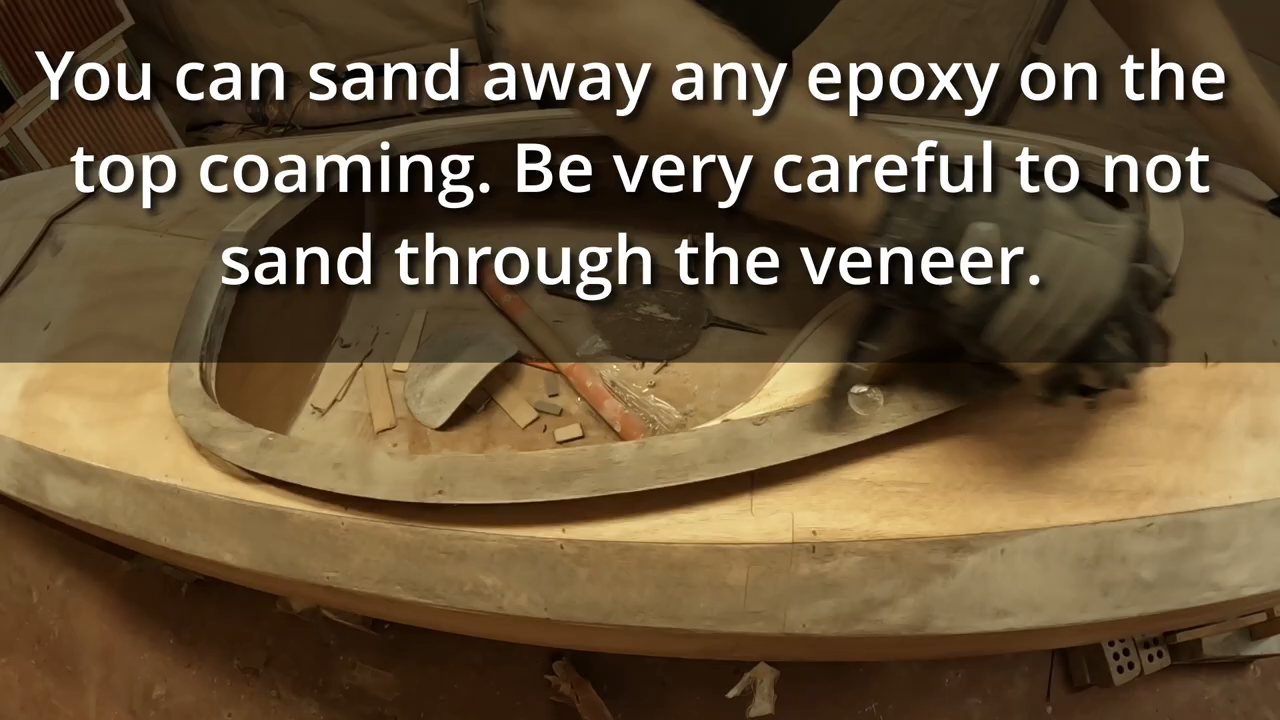 You can sand away any epoxy on the
top coaming. Be very careful to not
sand through the veneer.